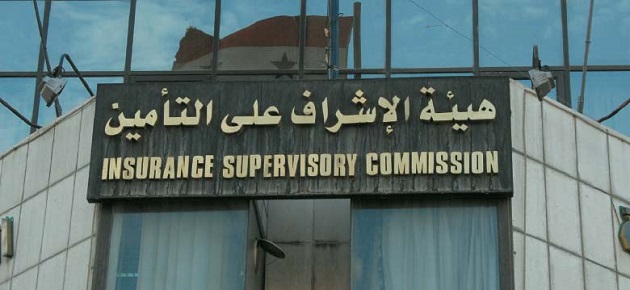 هيئة الإشراف على التأمين
INSURANCE SUPERVISORY COMMISSION